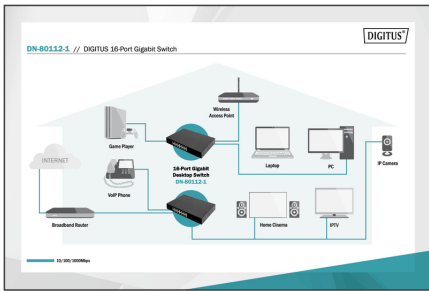 DIGITUS®
DN-80112-1 // DIGITUS 16-Port Gigabit Switch
Wireless
Access Point
Game Player
Laptop
PC
IP Camera
INTERNET
16-Port Gigabit
Desktop Switch
DN-80112-1
VoIP Phone
Broadband Router
Home Cinema
IPTV
10/100/1000Mbps